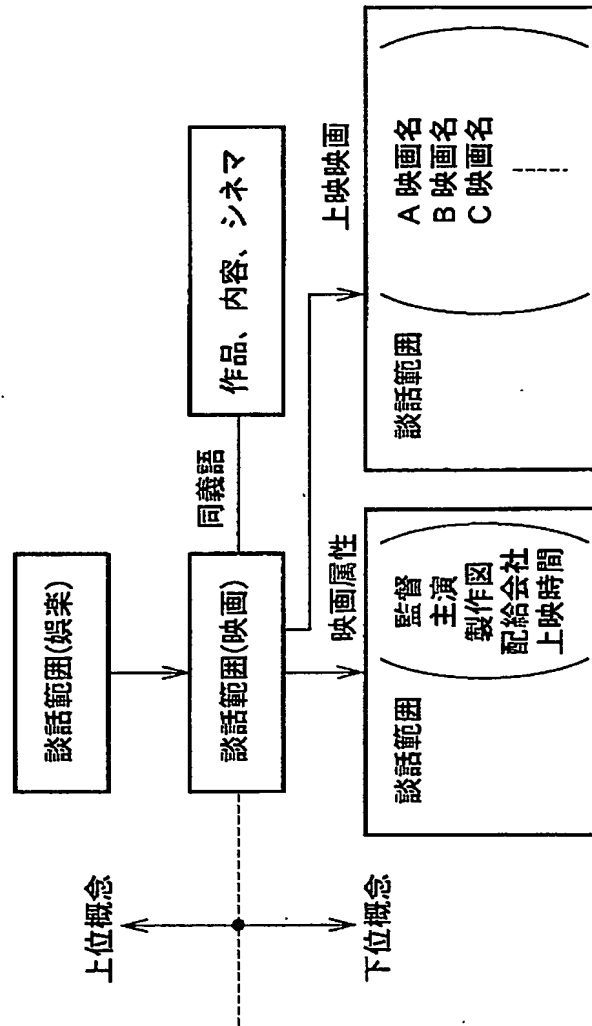 上位概念
下位概念
談話範囲(娯楽)
談話範囲(映画)
同義語
作品、内容、シネマ
映画属性
談話範囲
監督
主演
製作図
配給会社
上映時間
上映映画
談話範囲
A 映画名
B 映画名
C 映画名